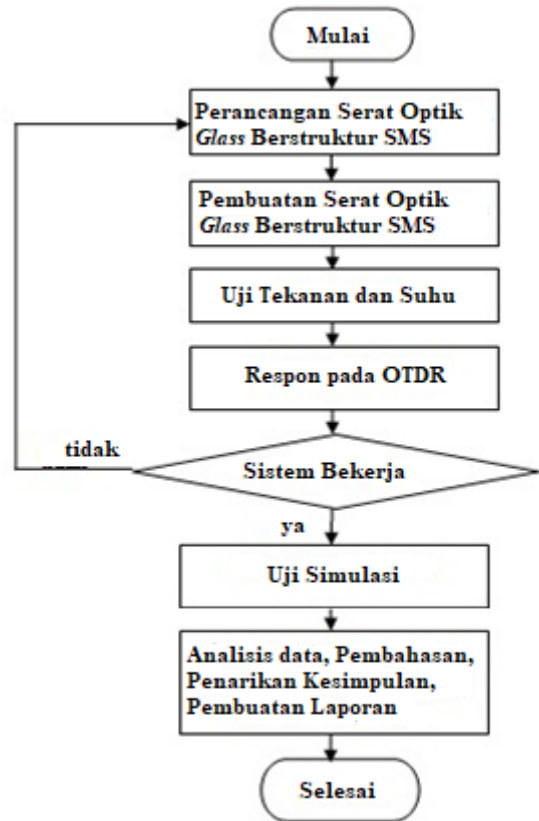 Mulai
Perancangan Serat Optik
Glass Berstruktur SMS
Pembuatan Serat Optik
Glass Berstruktur SMS
Uji Tekanan dan Suhu
Respon pada OTDR
tidak
Sistem Bekerja
ya
Uji Simulasi
Analisis data, Pembahasan,
Penarikan Kesimpulan,
Pembuatan Laporan
Selesai